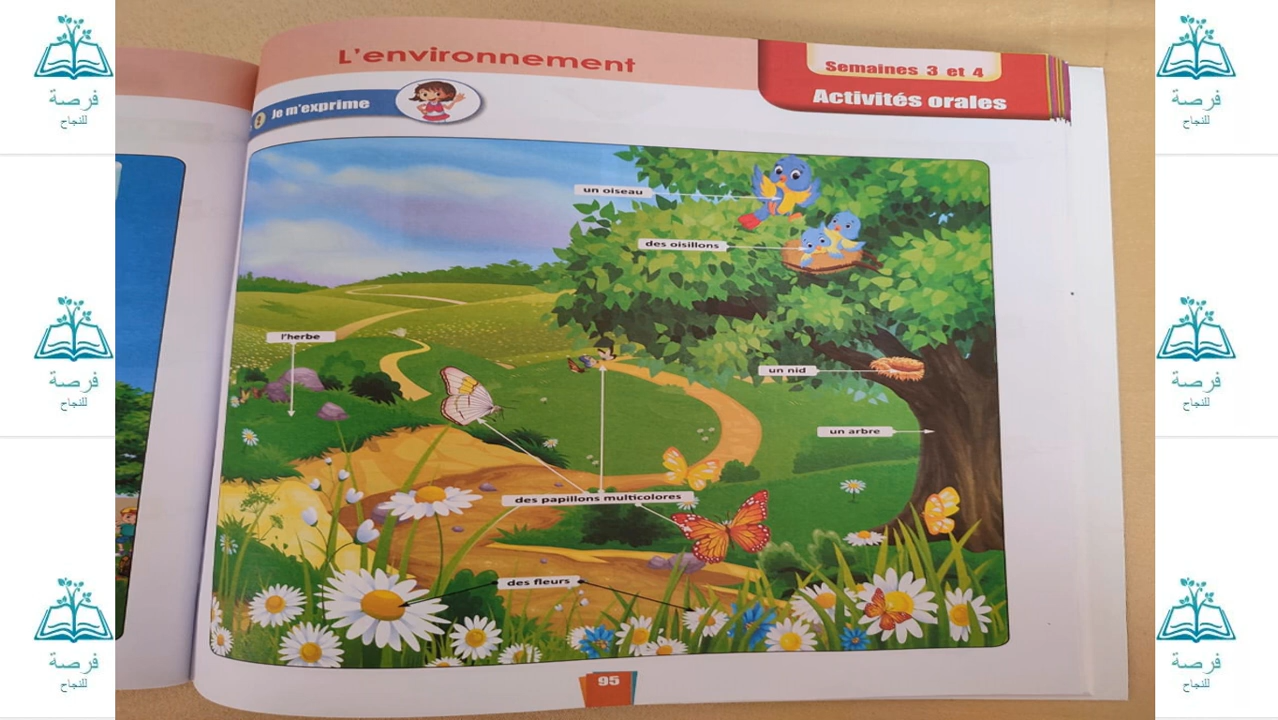 L'environnement
Semaines 3 et 4
Activités orales
2 Je m'exprime
un oiseau
des oisillons
l'herbe
un nid
un arbre
des papillons multicolores
des fleurs
95
فرصة
للنجاح
فرصة
للنجاح
فرصة
للنجاح
فرصة
للنجاح
فرصة
للنجاح
فرصة
للنجاح